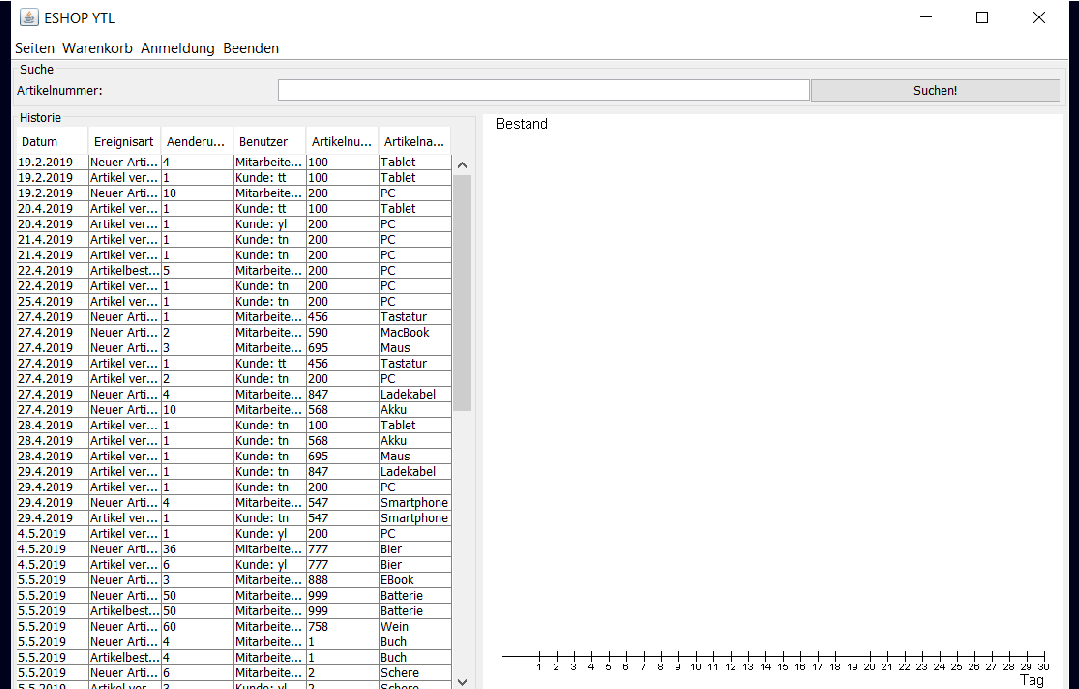 ESHOP YTL
Seiten Warenkorb Anmeldung Beenden
Suche
Artikelnummer: Suchen!
Historie
Datum Ereignisart Aenderu... Benutzer Artikelnu... Artikelna...
19.2.2019 Neuer Arti... 4 Mitarbeite... 100 Tablet
19.2.2019 Artikel ver... 1 Kunde: tt 100 Tablet
19.2.2019 Neuer Arti... 10 Mitarbeite... 200 PC
20.4.2019 Artikel ver... 1 Kunde: tt 100 Tablet
20.4.2019 Artikel ver... 1 Kunde: yl 200 PC
21.4.2019 Artikel ver... 1 Kunde: tn 200 PC
21.4.2019 Artikel ver... 1 Kunde: tn 200 PC
22.4.2019 Artikelbest... 5 Mitarbeite... 200 PC
22.4.2019 Artikel ver... 1 Kunde: tn 200 PC
25.4.2019 Artikel ver... 1 Kunde: tn 200 PC
27.4.2019 Neuer Arti... 1 Mitarbeite... 456 Tastatur
27.4.2019 Neuer Arti... 2 Mitarbeite... 590 MacBook
27.4.2019 Neuer Arti... 3 Mitarbeite... 695 Maus
27.4.2019 Artikel ver... 1 Kunde: tt 456 Tastatur
27.4.2019 Artikel ver... 2 Kunde: tn 200 PC
27.4.2019 Neuer Arti... 4 Mitarbeite... 847 Ladekabel
27.4.2019 Neuer Arti... 10 Mitarbeite... 568 Akku
28.4.2019 Artikel ver... 1 Kunde: tn 100 Tablet
28.4.2019 Artikel ver... 1 Kunde: tn 568 Akku
28.4.2019 Artikel ver... 1 Kunde: tn 695 Maus
29.4.2019 Artikel ver... 1 Kunde: tn 847 Ladekabel
29.4.2019 Artikel ver... 1 Kunde: tn 200 PC
29.4.2019 Neuer Arti... 4 Mitarbeite... 547 Smartphone
29.4.2019 Artikel ver... 1 Kunde: tn 547 Smartphone
4.5.2019 Artikel ver... 1 Kunde: yl 200 PC
4.5.2019 Neuer Arti... 36 Mitarbeite... 777 Bier
4.5.2019 Artikel ver... 6 Kunde: yl 777 Bier
5.5.2019 Neuer Arti... 3 Mitarbeite... 888 EBook
5.5.2019 Neuer Arti... 50 Mitarbeite... 999 Batterie
5.5.2019 Artikelbest... 50 Mitarbeite... 999 Batterie
5.5.2019 Neuer Arti... 60 Mitarbeite... 758 Wein
5.5.2019 Neuer Arti... 4 Mitarbeite... 1 Buch
5.5.2019 Artikelbest... 4 Mitarbeite... 1 Buch
5.5.2019 Neuer Arti... 6 Mitarbeite... 2 Schere
5.5.2019 Artikel ver... 3 Kunde: yl 2 Schere
Bestand
1 2 3 4 5 6 7 8 9 10 11 12 13 14 15 16 17 18 19 20 21 22 23 24 25 26 27 28 29 30
Tag